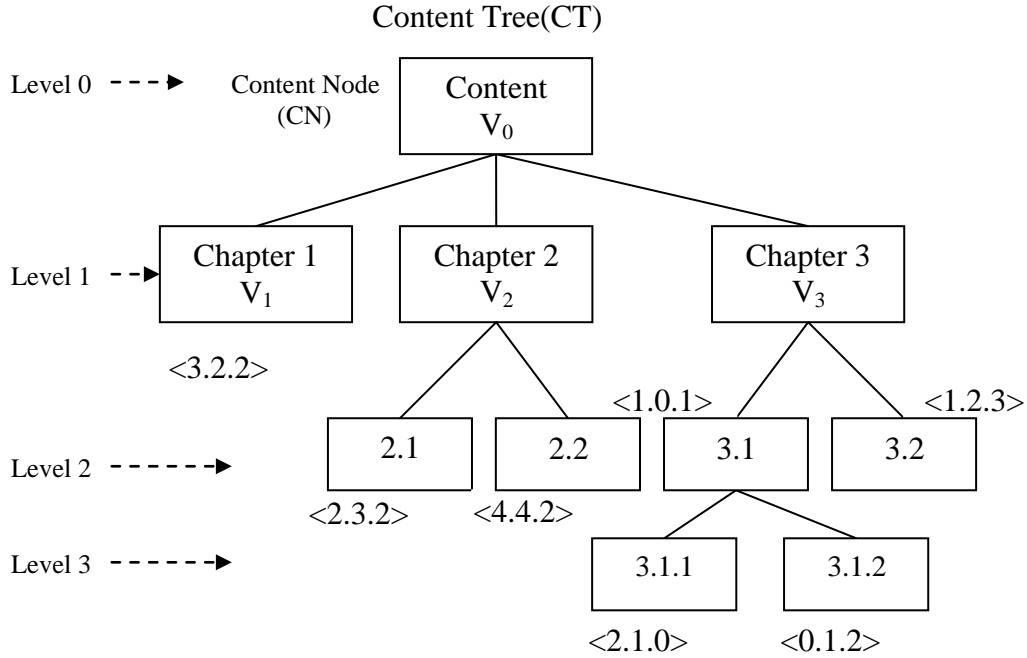 Content Tree(CT)
Level 0
Content Node
(CN)
Content
V₀
Level 1
Chapter 1
V₁
Chapter 2
V₂
Chapter 3
V₃
<3.2.2>
<1.0.1>
<1.2.3>
Level 2
2.1
2.2
3.1
3.2
<2.3.2>
<4.4.2>
Level 3
3.1.1
3.1.2
<2.1.0>
<0.1.2>